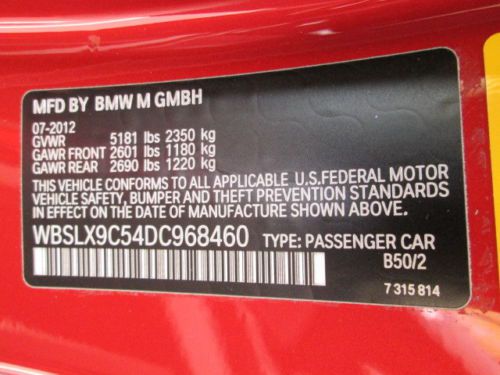 MFD BY BMW M GMBH
07-2012
GVWR 5181 lbs 2350 kg
GAWR FRONT 2601 lbs 1180 kg
GAWR REAR 2690 lbs 1220 kg
THIS VEHICLE CONFORMS TO ALL APPLICABLE U.S.FEDERAL MOTOR
VEHICLE SAFETY, BUMPER AND THEFT PREVENTION STANDARDS
IN EFFECT ON THE DATE OF MANUFACTURE SHOWN ABOVE.
WBSLX9C54DC968460 TYPE: PASSENGER CAR
B50/2
7 315 814